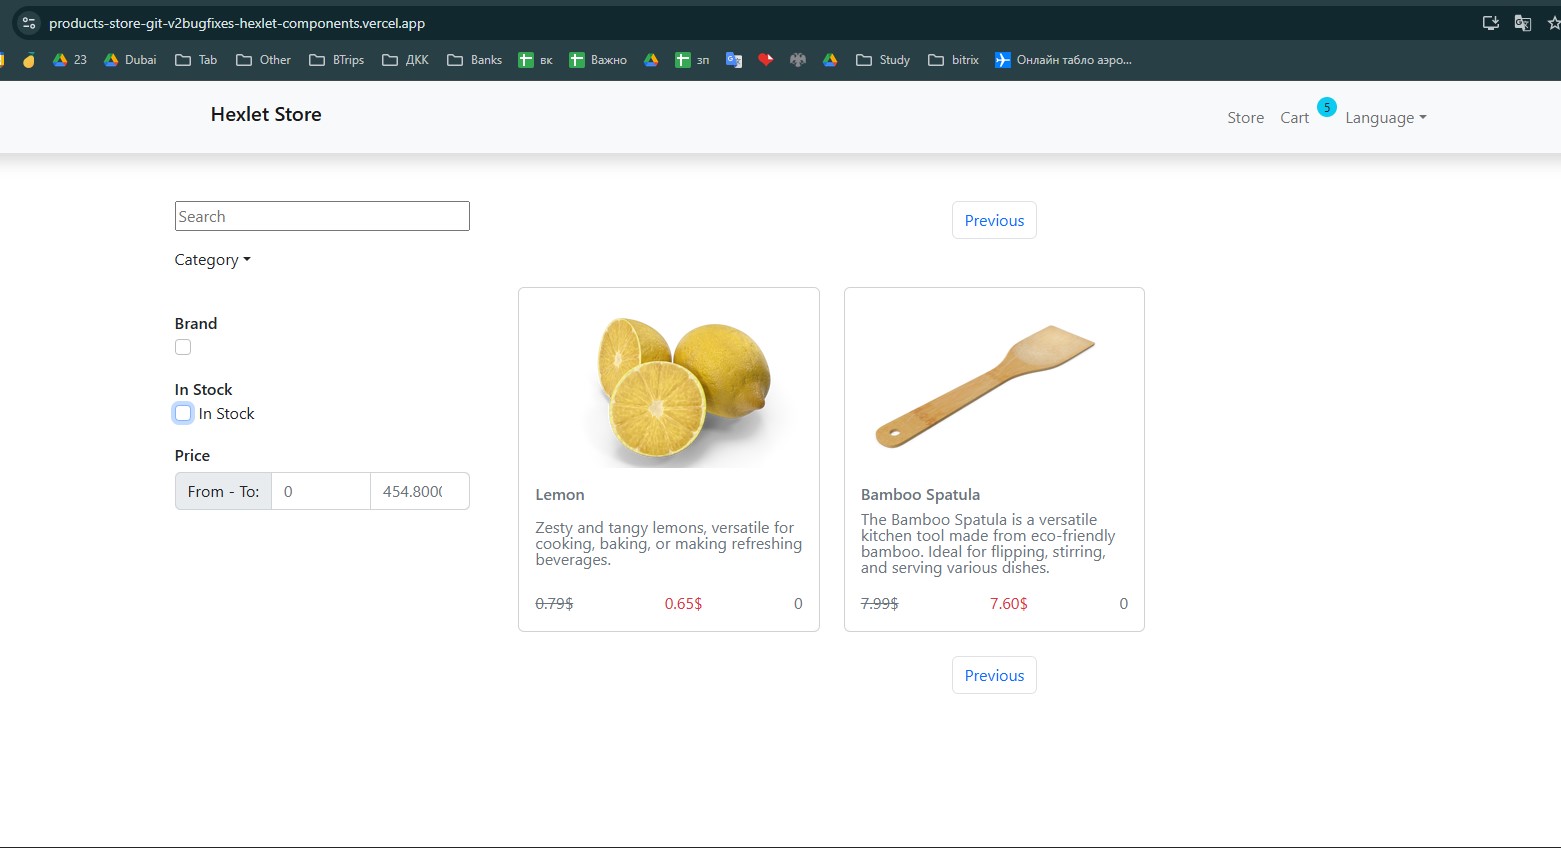 products-store-git-v2bugfixes-hexlet-components.vercel.app
23 Dubai Tab Other BTrips ДКК Banks вк Важно зп Study bitrix Онлайн табло аэро...
Hexlet Store
Store Cart 5 Language
Search
Previous
Category
Brand
In Stock
In Stock
Price
From - To: 0 454.800
Lemon
Zesty and tangy lemons, versatile for
cooking, baking, or making refreshing
beverages.
0.79$ 0.65$ 0
Bamboo Spatula
The Bamboo Spatula is a versatile
kitchen tool made from eco-friendly
bamboo. Ideal for flipping, stirring,
and serving various dishes.
7.99$ 7.60$ 0
Previous